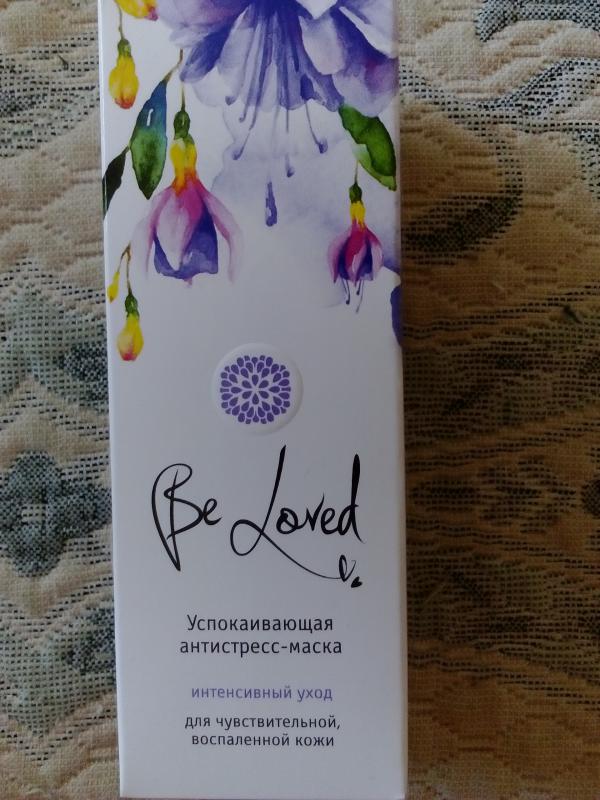 Be Loved
Успокаивающая
антистресс-маска
интенсивный уход
для чувствительной,
воспаленной кожи